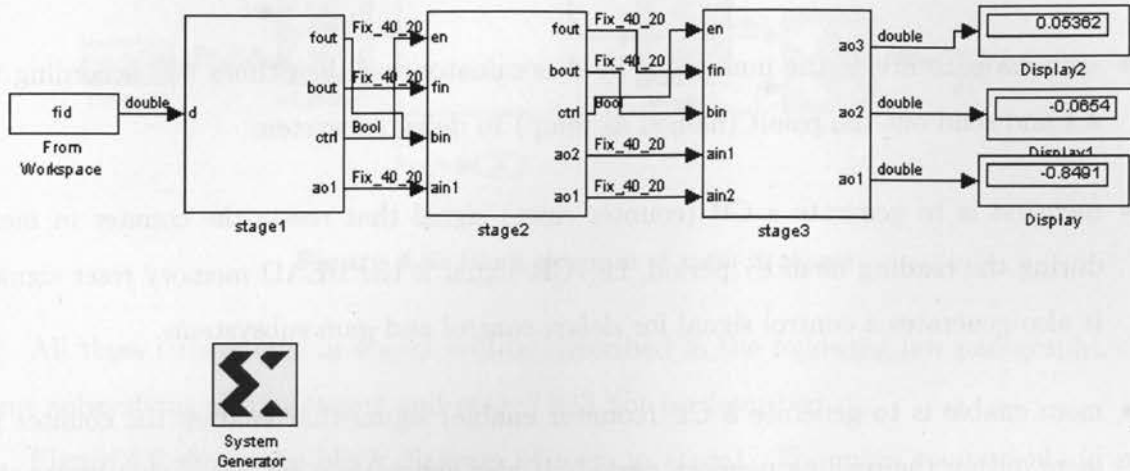 fid
From
Workspace
double
d
fout
bout
ctrl
ao1
stage1
Fix_40_20
Fix_40_20
Bool
Fix_40_20
en
fin
bin
ain1
fout
bout
ctrl
ao2
ao1
stage2
Fix_40_20
Fix_40_20
Bool
Fix_40_20
Fix_40_20
en
fin
bin
ain1
ain2
ao3
ao2
ao1
stage3
double
0.05362
Display2
double
-0.0654
Display1
double
-0.8491
Display
System
Generator